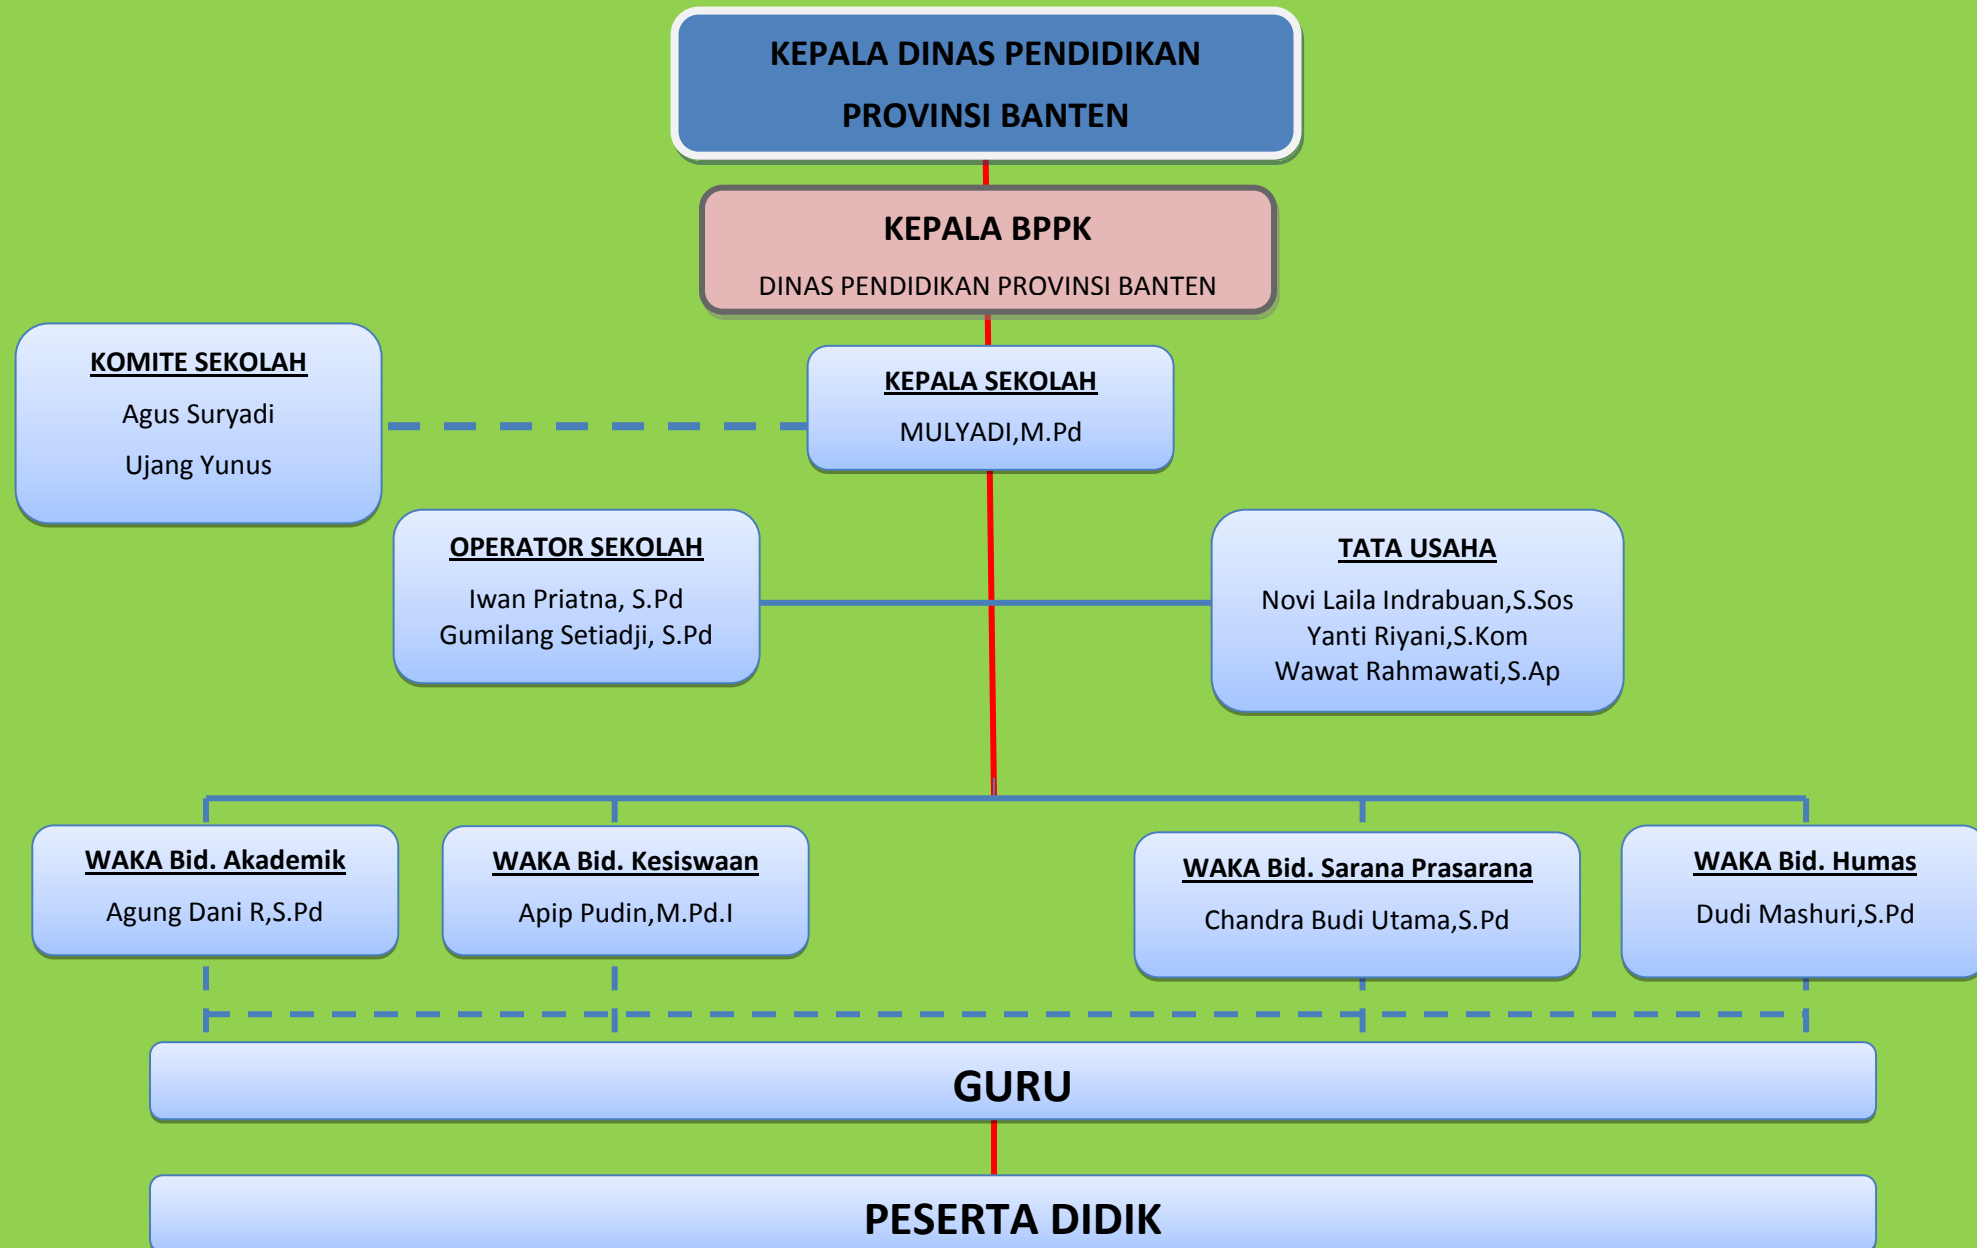 KEPALA DINAS PENDIDIKAN
PROVINSI BANTEN
KEPALA BPPK
DINAS PENDIDIKAN PROVINSI BANTEN
KOMITE SEKOLAH
Agus Suryadi
Ujang Yunus
KEPALA SEKOLAH
MULYADI,M.Pd
OPERATOR SEKOLAH
Iwan Priatna, S.Pd
Gumilang Setiadji, S.Pd
TATA USAHA
Novi Laila Indrabuan,S.Sos
Yanti Riyani,S.Kom
Wawat Rahmawati,S.Ap
WAKA Bid. Akademik
Agung Dani R,S.Pd
WAKA Bid. Kesiswaan
Apip Pudin,M.Pd.I
WAKA Bid. Sarana Prasarana
Chandra Budi Utama,S.Pd
WAKA Bid. Humas
Dudi Mashuri,S.Pd
GURU
PESERTA DIDIK